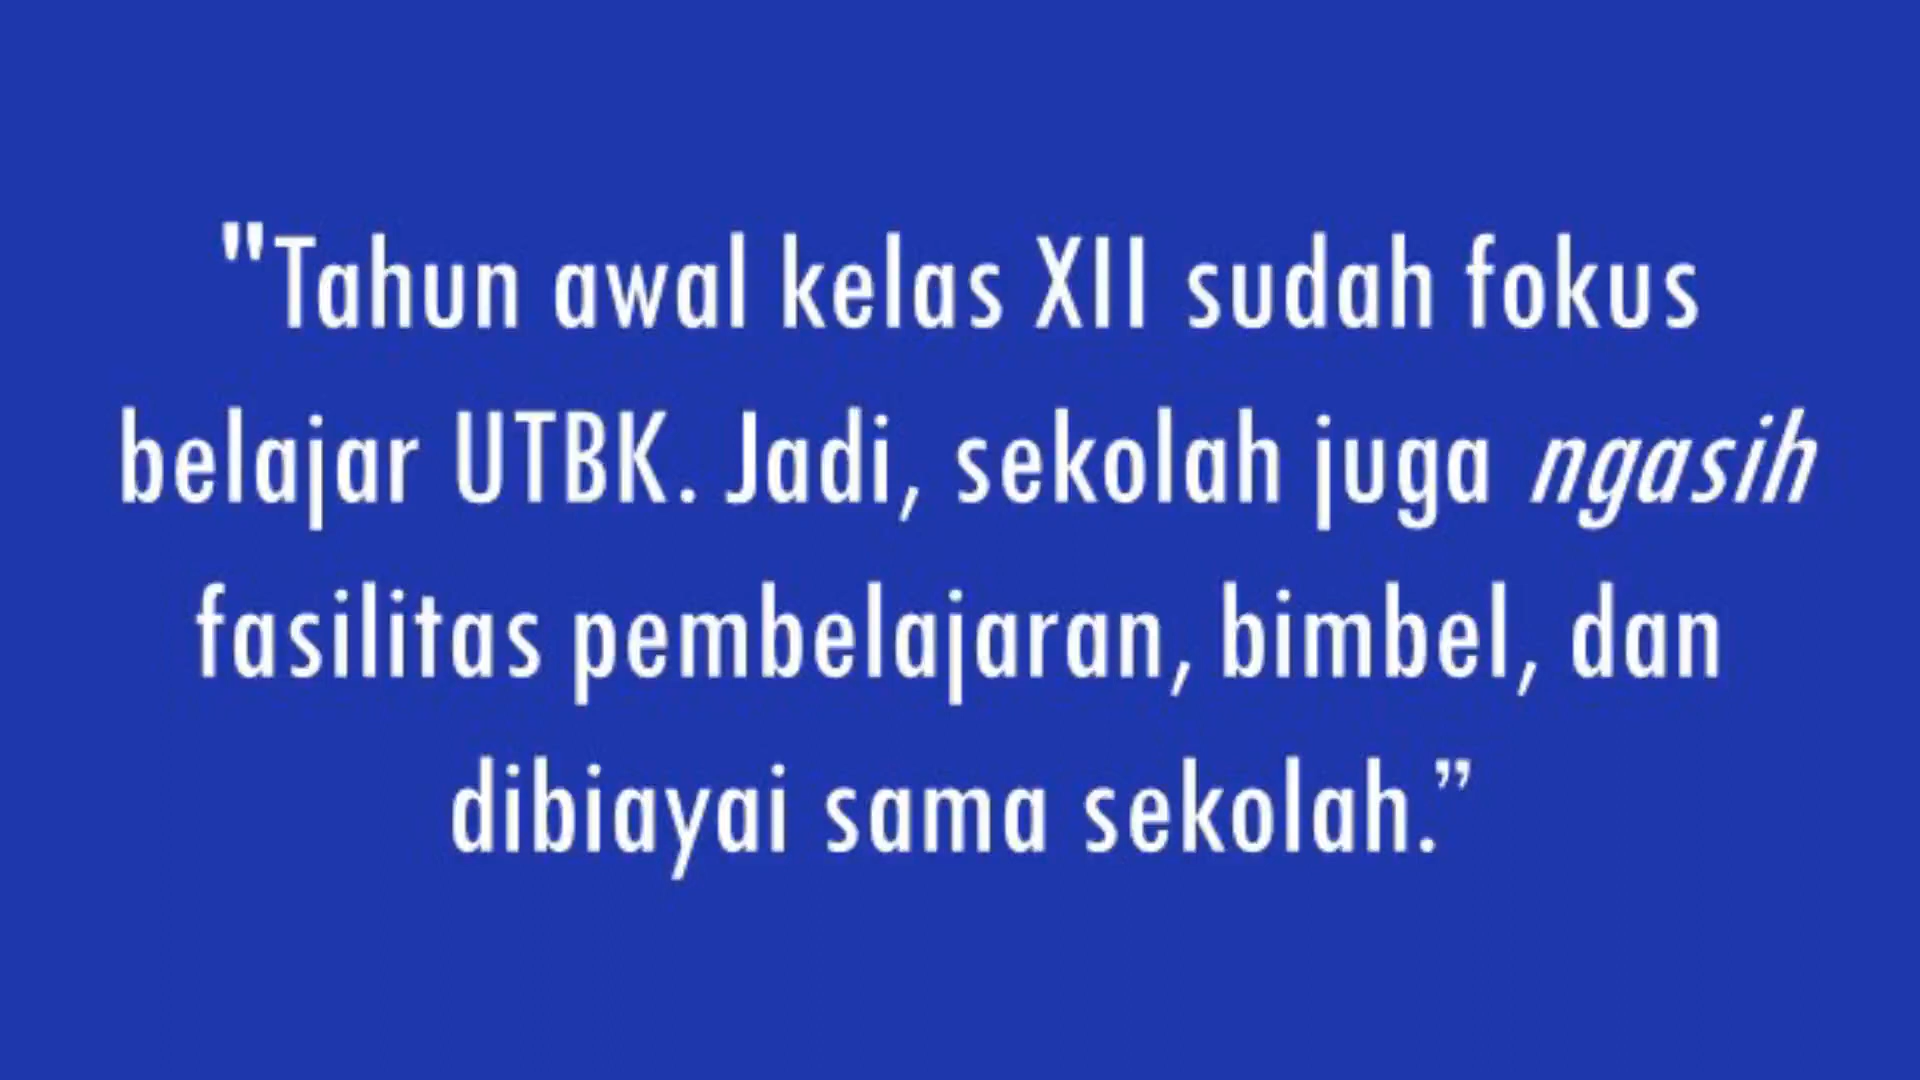 "Tahun awal kelas XII sudah fokus
belajar UTBK. Jadi, sekolah juga ngasih
fasilitas pembelajaran, bimbel, dan
dibiayai sama sekolah.”